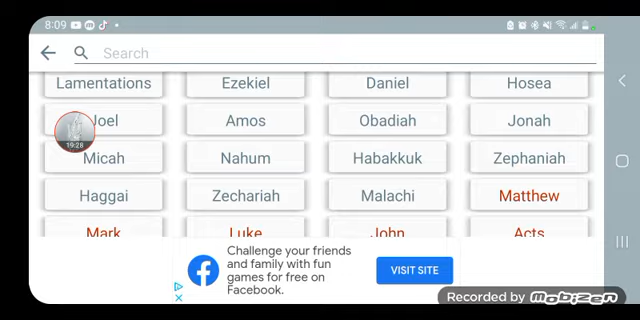 8:09
Search
Lamentations Ezekiel Daniel Hosea
Joel Amos Obadiah Jonah
19:28
Micah Nahum Habakkuk Zephaniah
Haggai Zechariah Malachi Matthew
Mark Luke John Acts
Challenge your friends
and family with fun
games for free on
Facebook.
VISIT SITE
Recorded by Mobizen